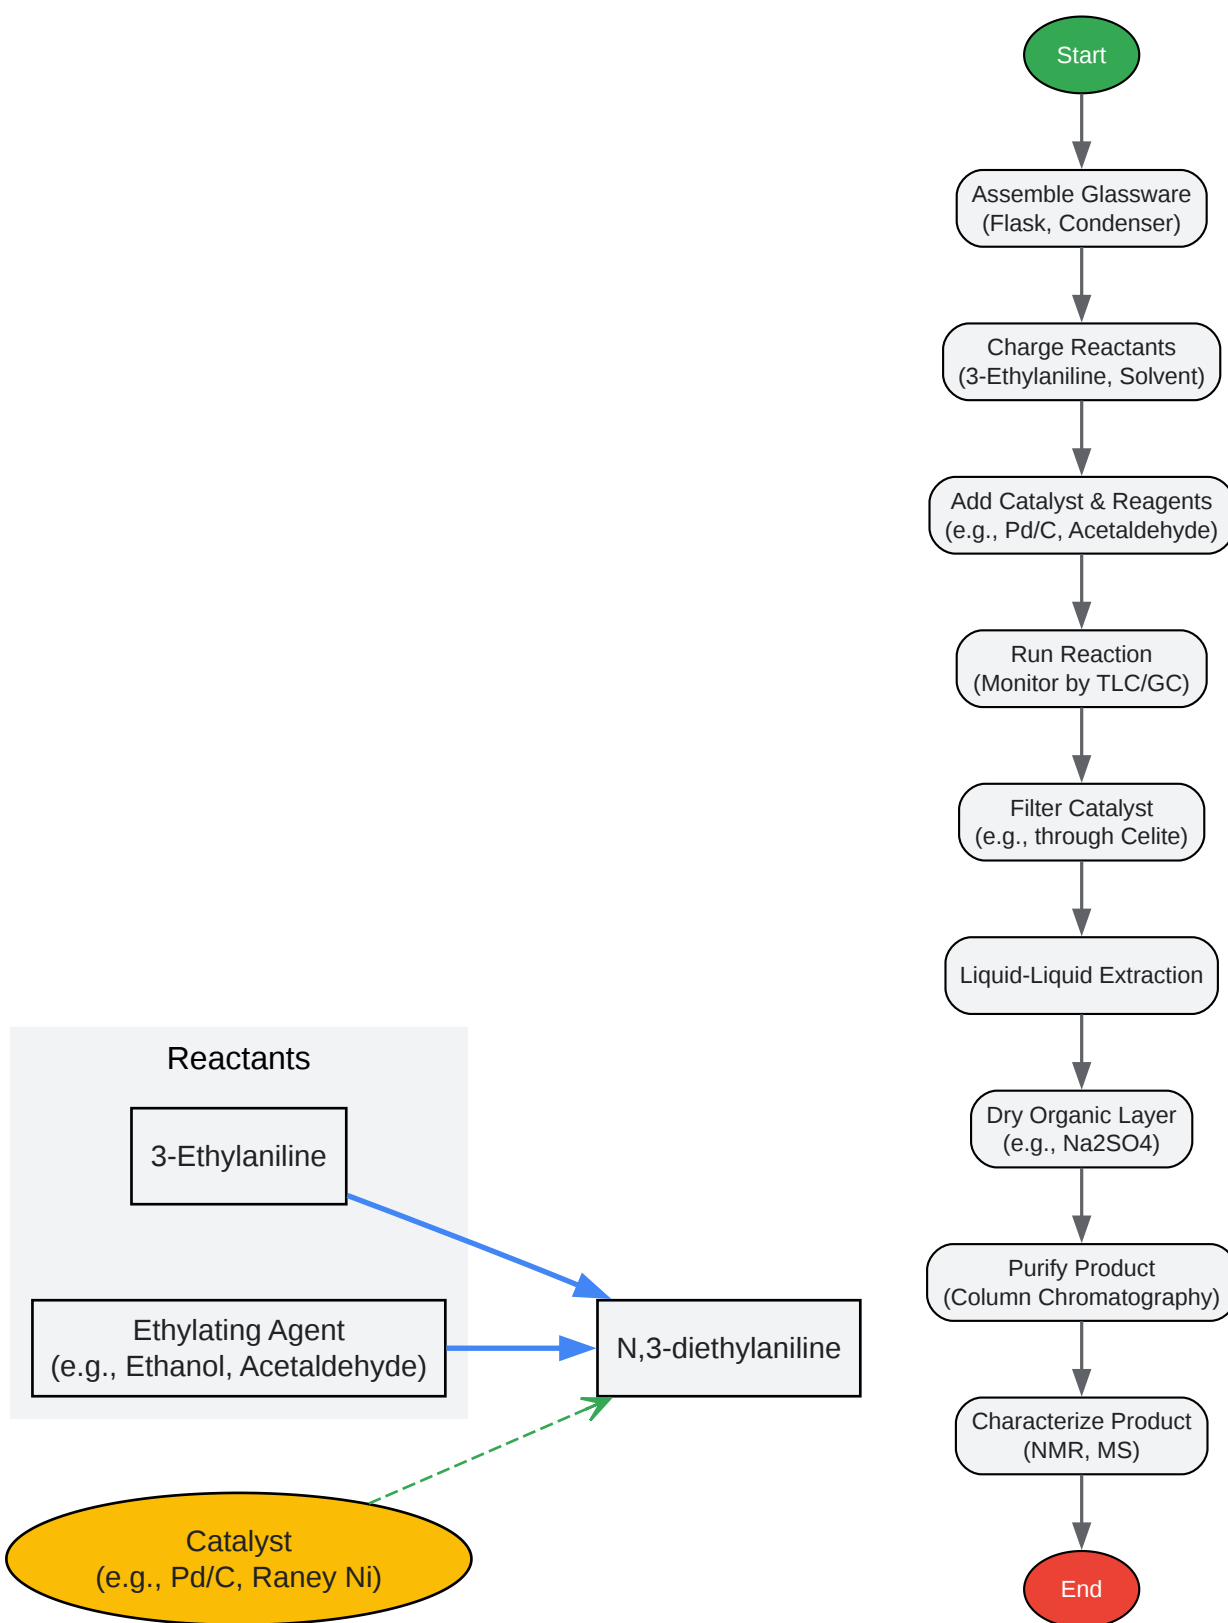 Reactants
3-Ethylaniline
Ethylating Agent
(e.g., Ethanol, Acetaldehyde)
Catalyst
(e.g., Pd/C, Raney Ni)
N,3-diethylaniline
Start
Assemble Glassware
(Flask, Condenser)
Charge Reactants
(3-Ethylaniline, Solvent)
Add Catalyst & Reagents
(e.g., Pd/C, Acetaldehyde)
Run Reaction
(Monitor by TLC/GC)
Filter Catalyst
(e.g., through Celite)
Liquid-Liquid Extraction
Dry Organic Layer
(e.g., Na2SO4)
Purify Product
(Column Chromatography)
Characterize Product
(NMR, MS)
End